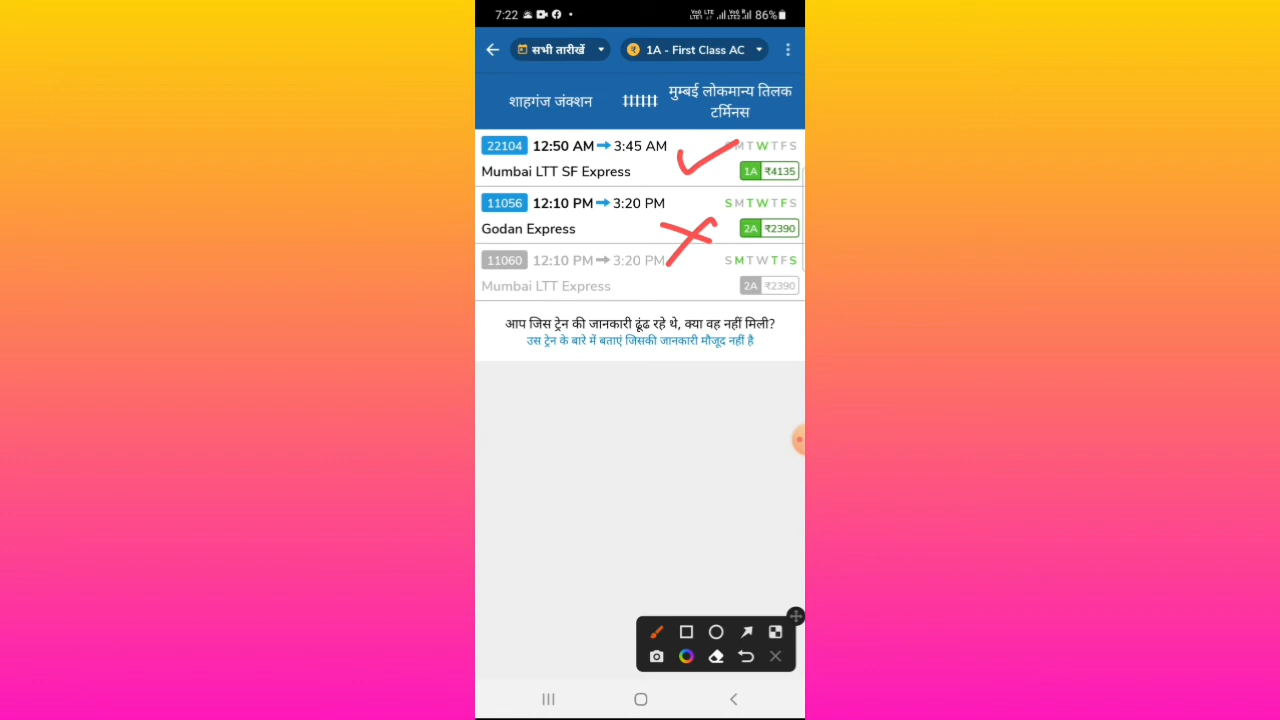 7:22
86%
सभी तारीखें
1A - First Class AC
शाहगंज जंक्शन
मुम्बई लोकमान्य तिलक
टर्मिनस
22104 12:50 AM 3:45 AM
M T W T F S
Mumbai LTT SF Express
1A ₹4135
11056 12:10 PM 3:20 PM
S M T W T F S
Godan Express
2A ₹2390
11060 12:10 PM 3:20 PM
S M T W T F S
Mumbai LTT Express
2A ₹2390
आप जिस ट्रेन की जानकारी ढूंढ रहे थे, क्या वह नहीं मिली?
उस ट्रेन के बारे में बताएं जिसकी जानकारी मौजूद नहीं है